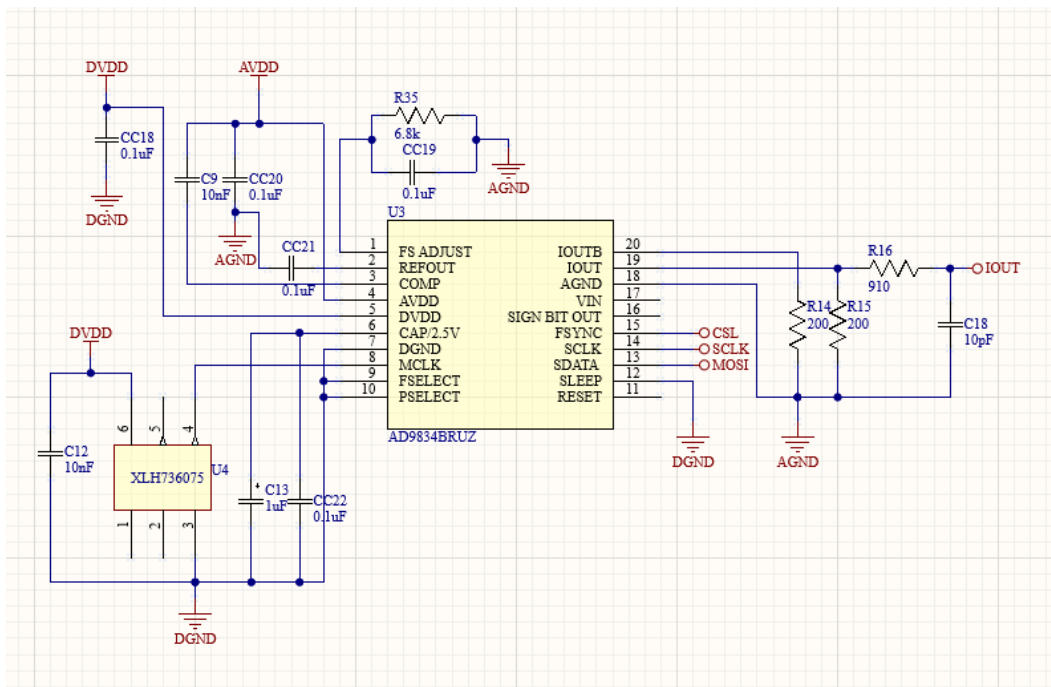 DVDD
AVDD
R35
6.8k
CC19
0.1uF
AGND
CC18
0.1uF
DGND
C9
10nF
CC20
0.1uF
AGND
CC21
0.1uF
U3
1 FS ADJUST
2 REFOUT
3 COMP
4 AVDD
5 DVDD
6 CAP/2.5V
7 DGND
8 MCLK
9 FSELECT
10 PSELECT
IOUTB 20
IOUT 19
AGND 18
VIN 17
SIGN BIT OUT 16
FSYNC 15
SCLK 14
SDATA 13
SLEEP 12
RESET 11
AD9834BRUZ
CSL
SCLK
MOSI
DGND
R16
910
IOUT
R14
200
R15
200
C18
10pF
AGND
DVDD
C12
10nF
6
5
4
XLH736075
U4
1
2
3
C13
1uF
CC22
0.1uF
DGND